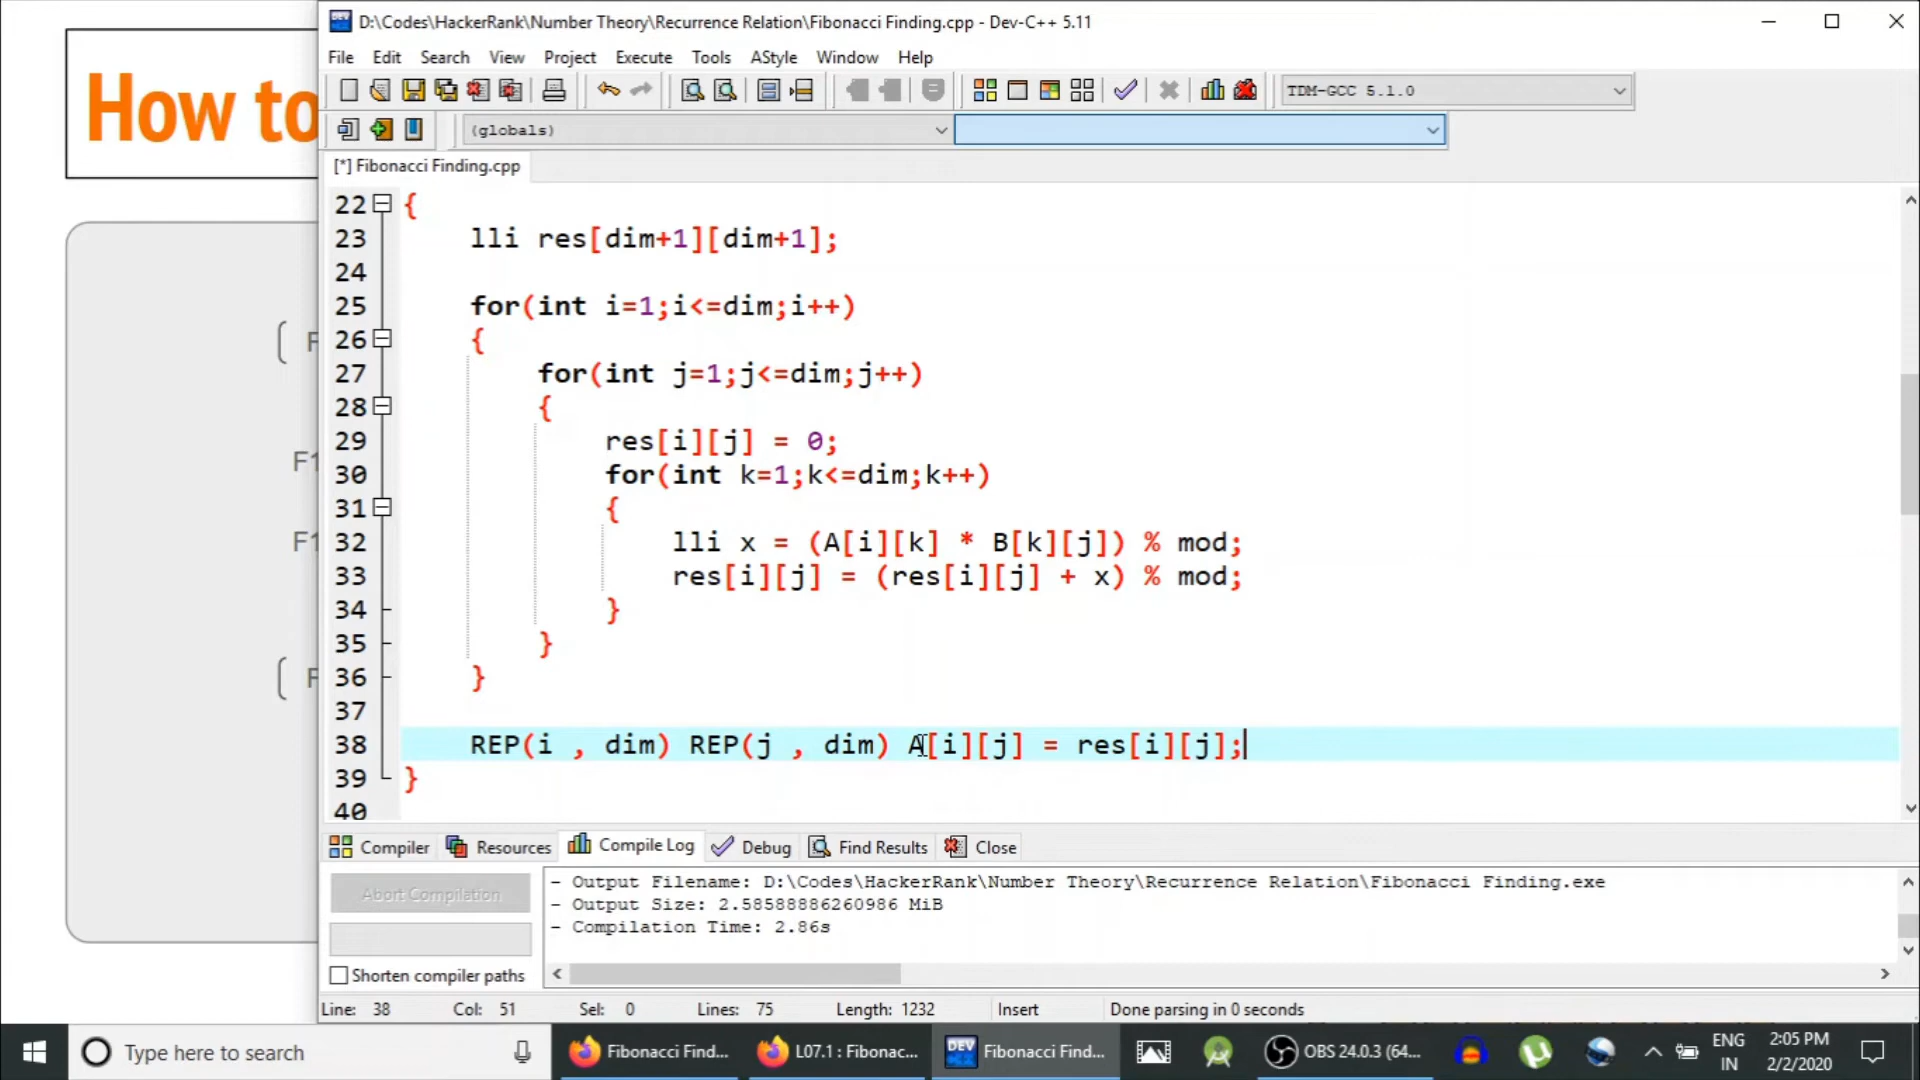 How to
F
F1
F1
F
D:\Codes\HackerRank\Number Theory\Recurrence Relation\Fibonacci Finding.cpp - Dev-C++ 5.11
File Edit Search View Project Execute Tools AStyle Window Help
TDM-GCC 5.1.0
(globals)
[*] Fibonacci Finding.cpp
22 {
23 lli res[dim+1][dim+1];
24
25 for(int i=1;i<=dim;i++)
26 {
27 for(int j=1;j<=dim;j++)
28 {
29 res[i][j] = 0;
30 for(int k=1;k<=dim;k++)
31 {
32 lli x = (A[i][k] * B[k][j]) % mod;
33 res[i][j] = (res[i][j] + x) % mod;
34 }
35 }
36 }
37
38 REP(i , dim) REP(j , dim) A[i][j] = res[i][j];
39 }
40
Compiler Resources Compile Log Debug Find Results Close
Abort Compilation
Shorten compiler paths
- Output Filename: D:\Codes\HackerRank\Number Theory\Recurrence Relation\Fibonacci Finding.exe
- Output Size: 2.58588886260986 MiB
- Compilation Time: 2.86s
Line: 38 Col: 51 Sel: 0 Lines: 75 Length: 1232 Insert Done parsing in 0 seconds
Type here to search
Fibonacci Find...
L07.1 : Fibonac...
DEV
Fibonacci Find...
OBS 24.0.3 (64...
ENG
IN
2:05 PM
2/2/2020